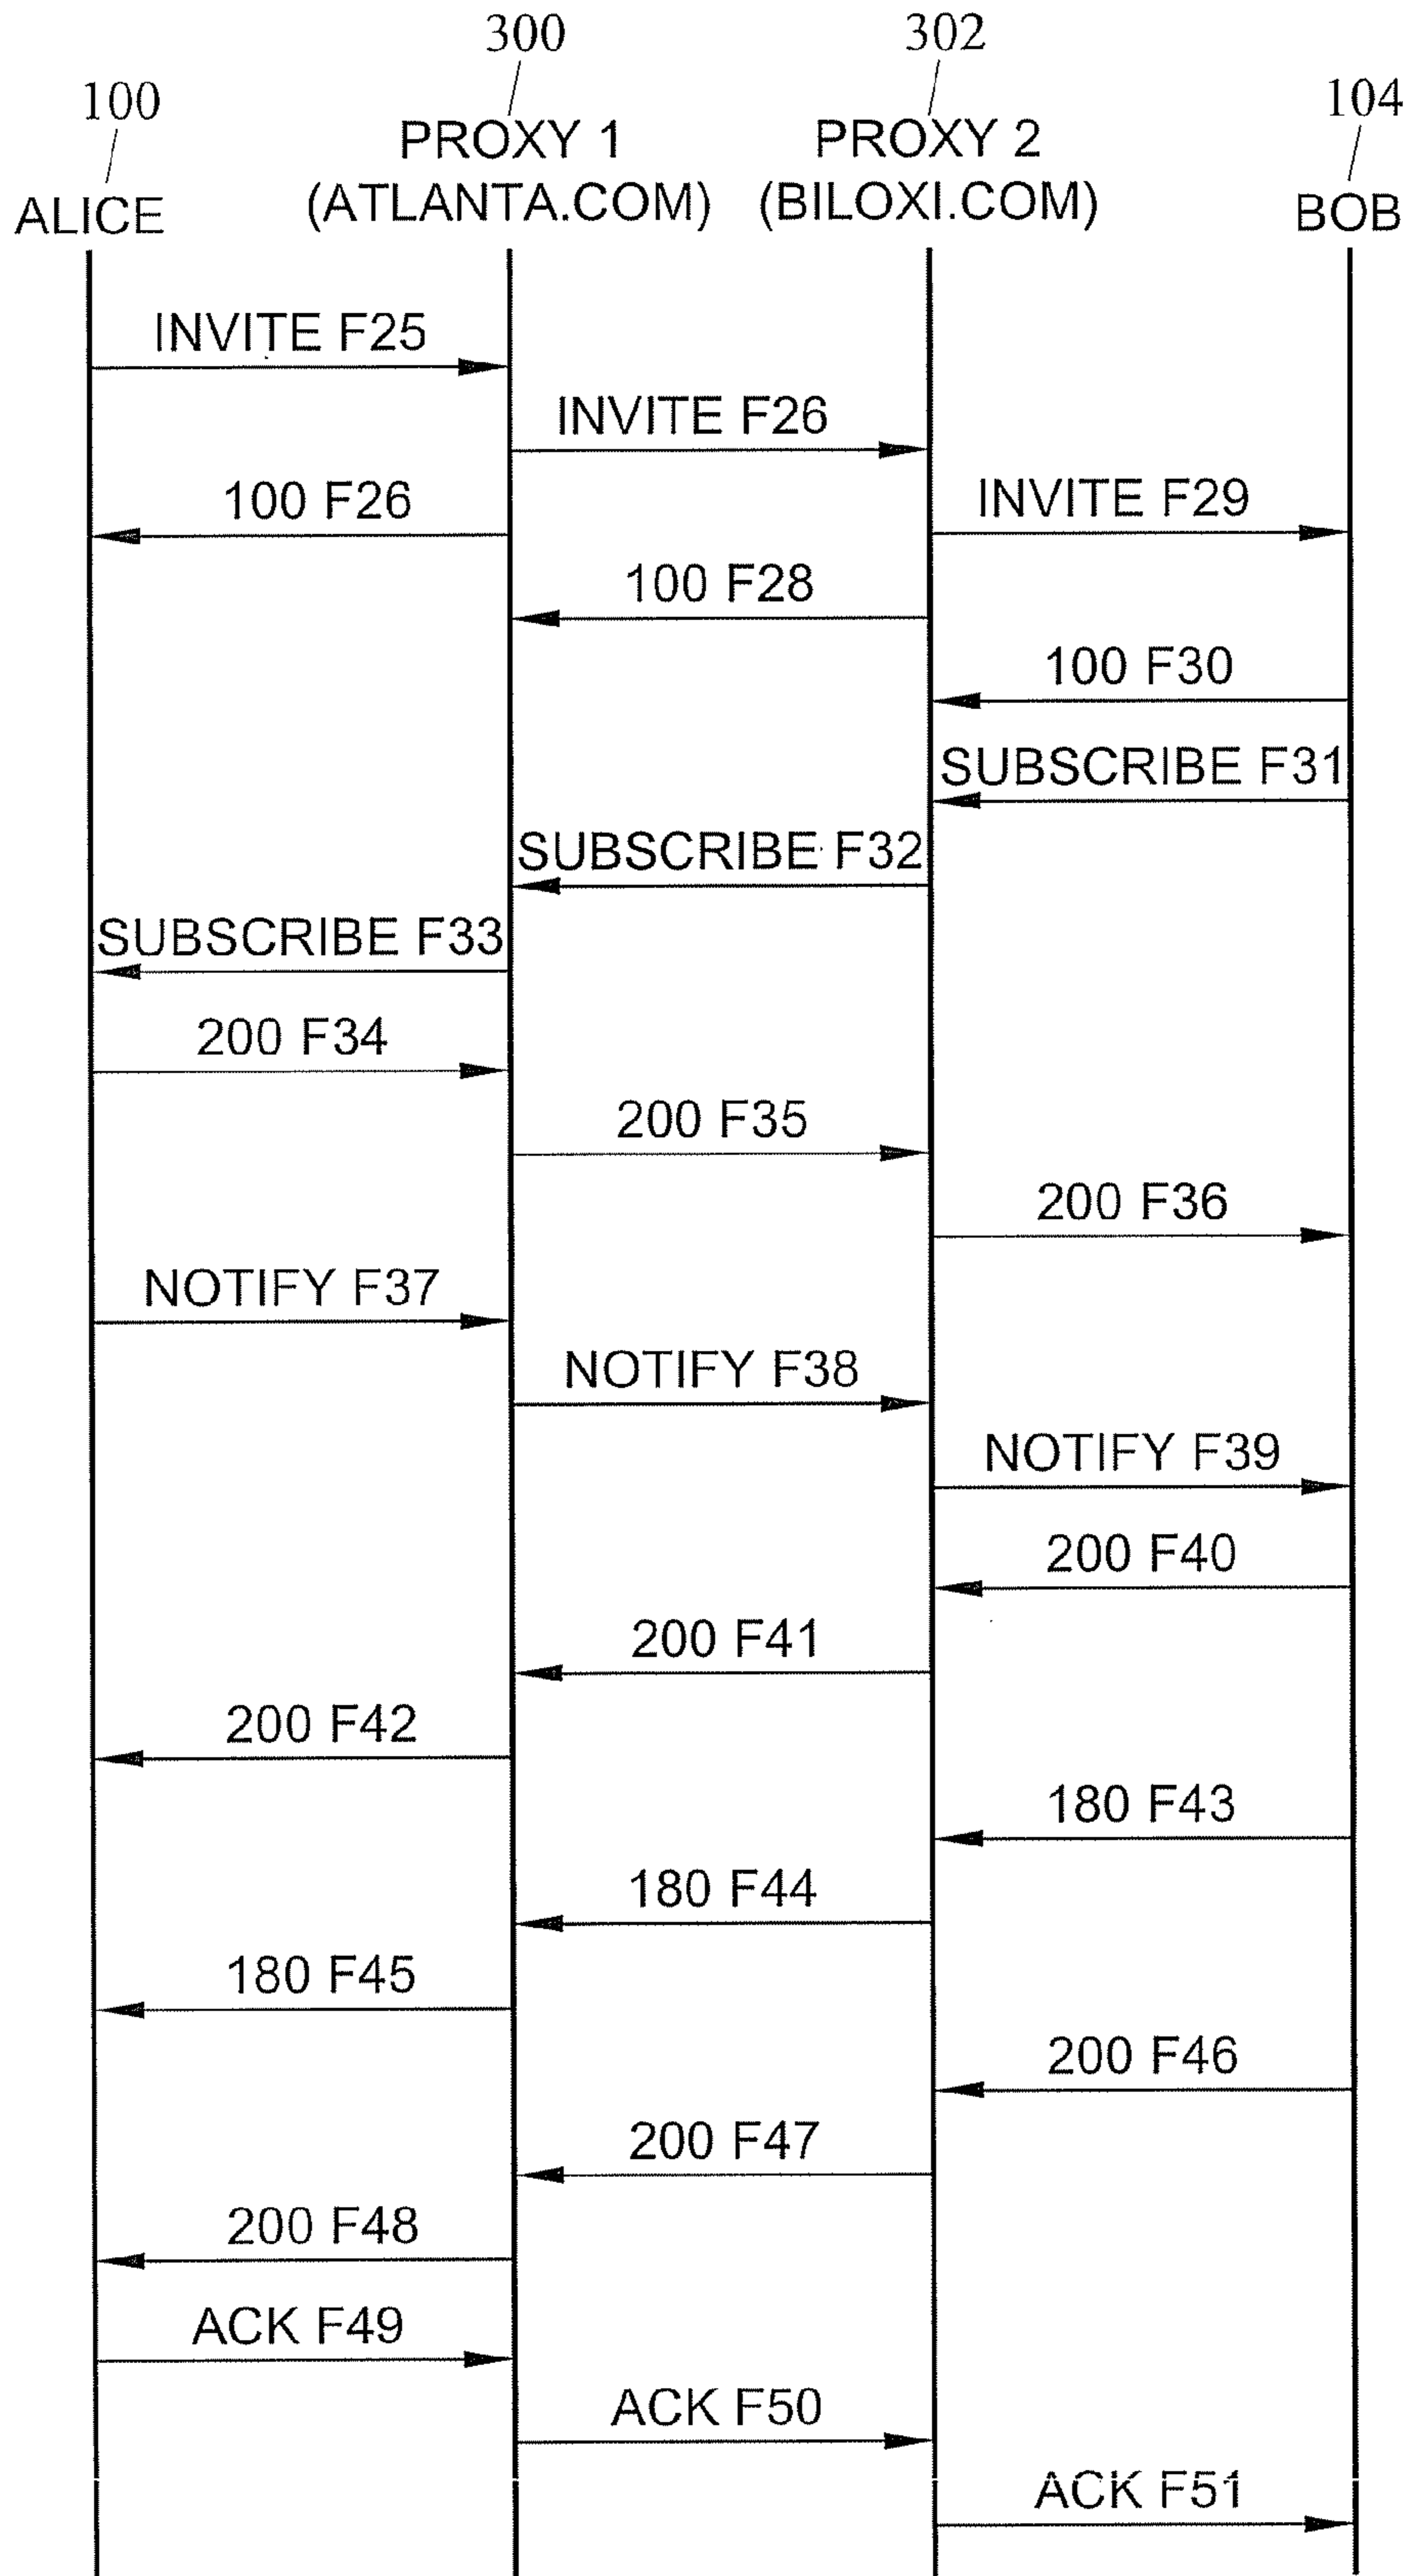 300
302
100
104
PROXY 1
PROXY 2
ALICE
(ATLANTA.COM)
(BILOXI.COM)
BOB
INVITE F25
INVITE F26
100 F26
INVITE F29
100 F28
100 F30
SUBSCRIBE F31
SUBSCRIBE F32
SUBSCRIBE F33
200 F34
200 F35
200 F36
NOTIFY F37
NOTIFY F38
NOTIFY F39
200 F40
200 F41
200 F42
180 F43
180 F44
180 F45
200 F46
200 F47
200 F48
ACK F49
ACK F50
ACK F51